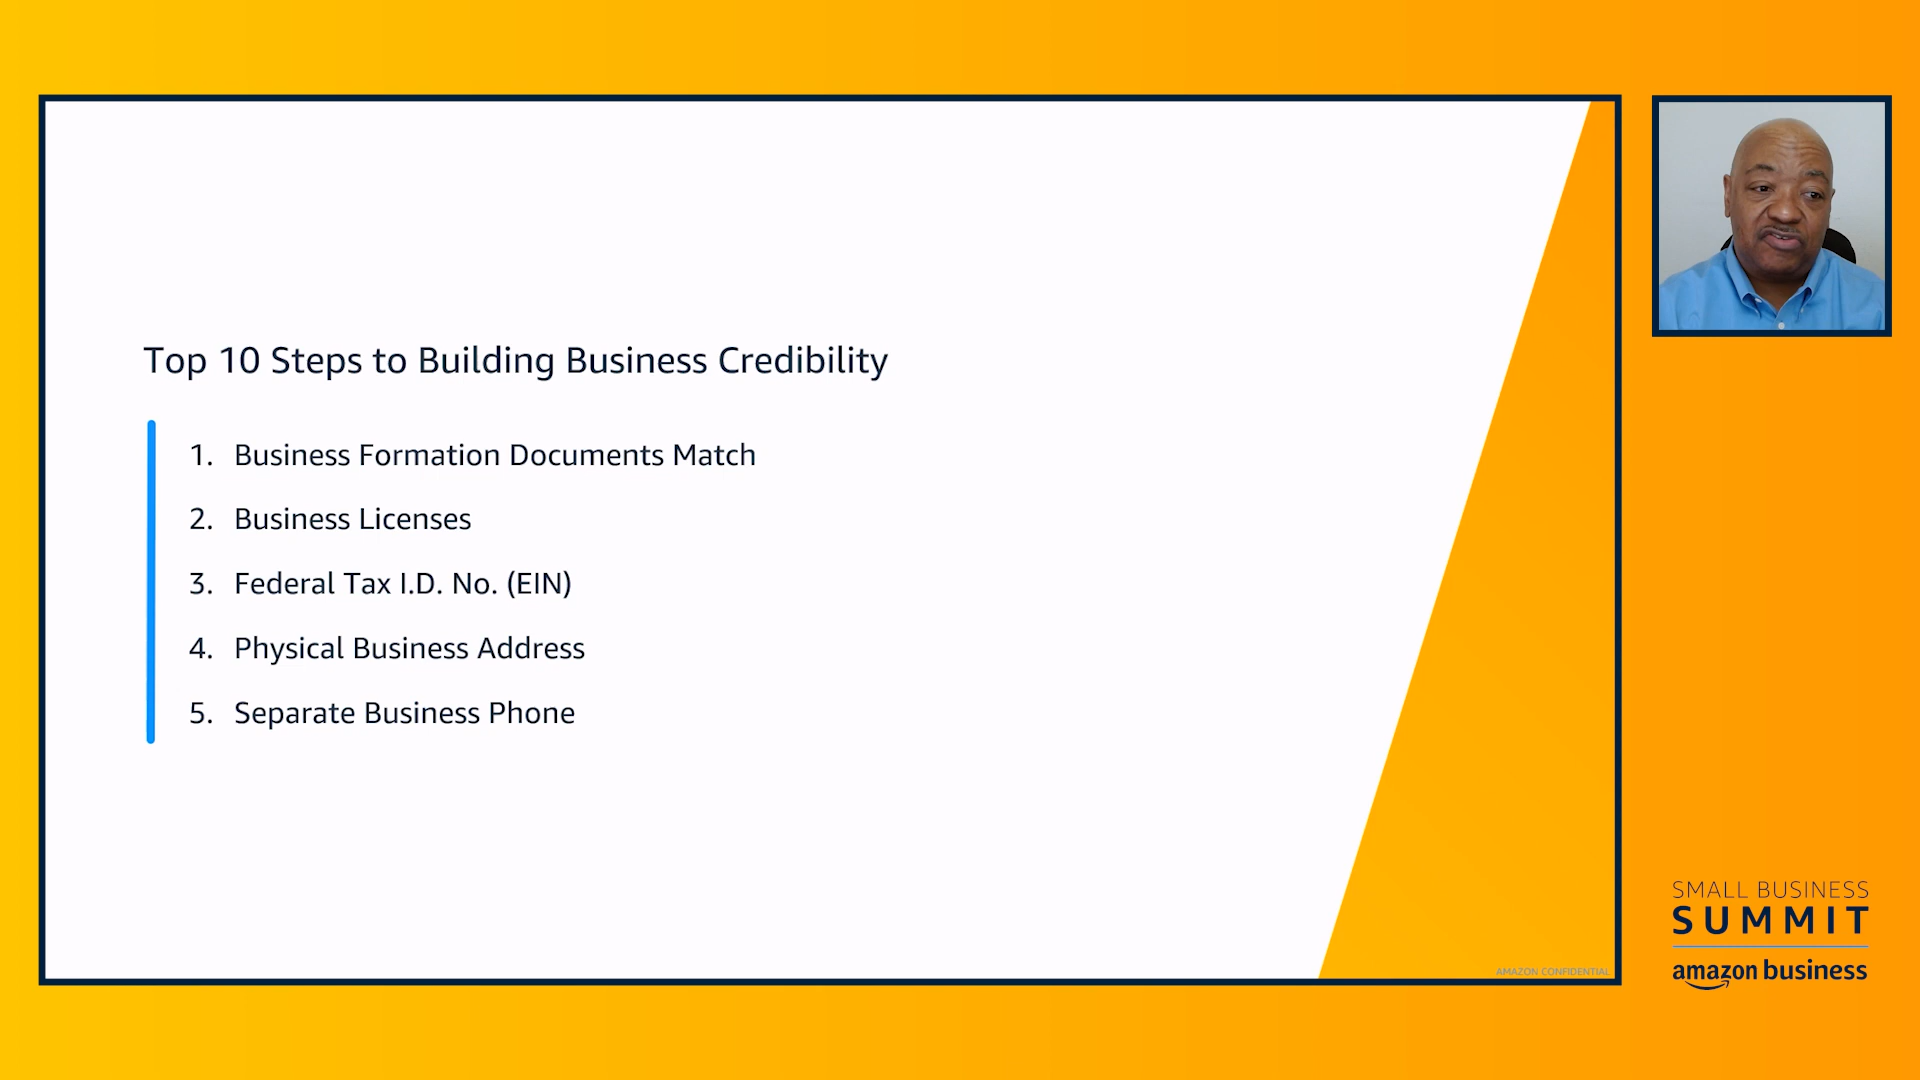 Top 10 Steps to Building Business Credibility
1. Business Formation Documents Match
2. Business Licenses
3. Federal Tax I.D. No. (EIN)
4. Physical Business Address
5. Separate Business Phone
AMAZON CONFIDENTIAL
SMALL BUSINESS
SUMMIT
amazon business